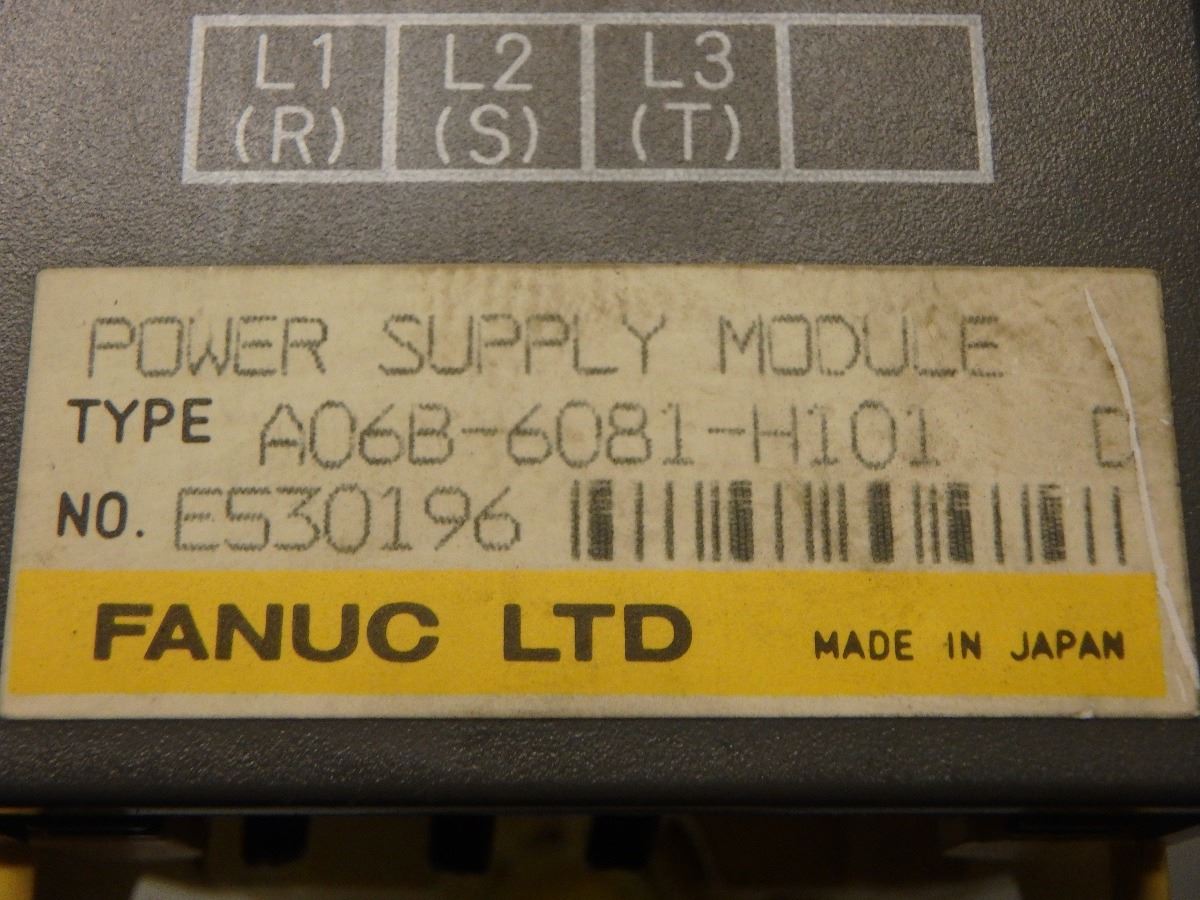 L1 L2 L3
(R) (S) (T)
POWER SUPPLY MODULE
TYPE A06B-6081-H101 D
NO. E530196
FANUC LTD MADE IN JAPAN